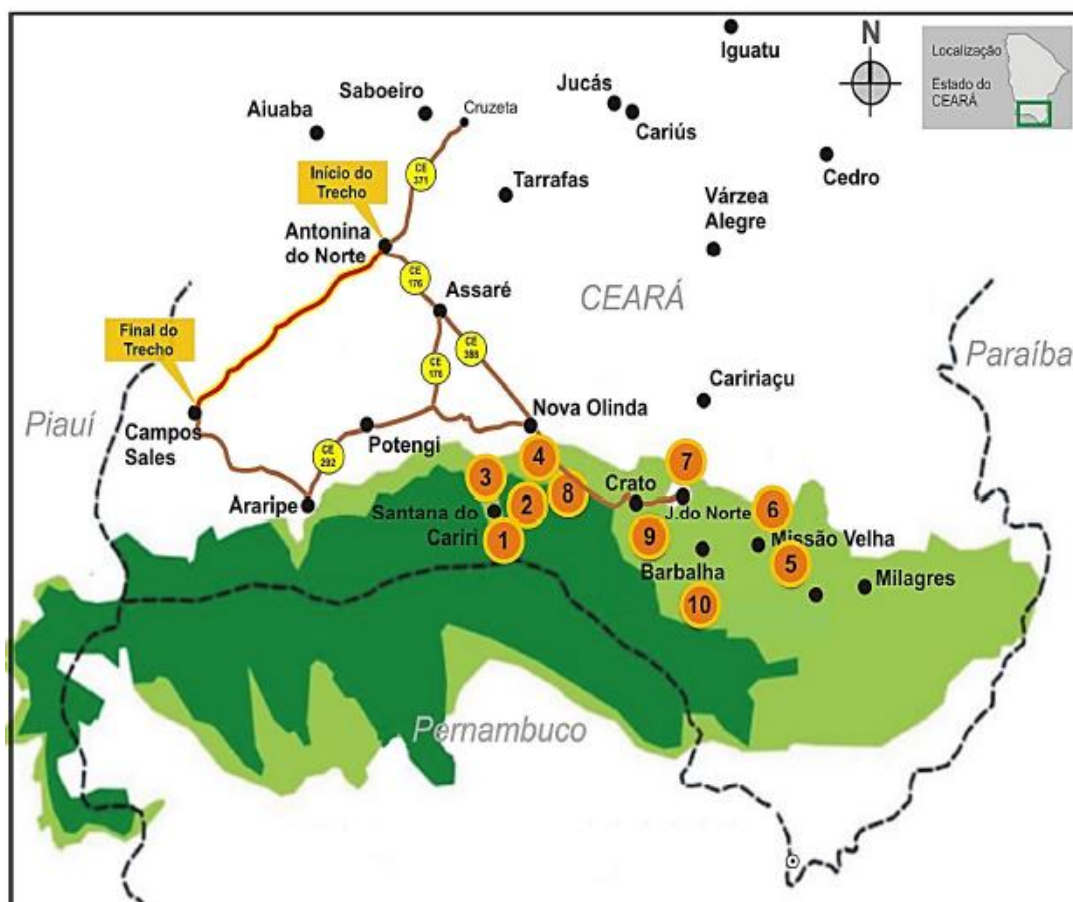 Iguatu
N
Localização
Estado do
CEARÁ
Saboeiro
Cruzeta
Jucás
Cariús
Aiuaba
Início do
Trecho
CE
371
Tarrafas
Cedro
Várzea
Alegre
Antonina
do Norte
CE
176
Assaré
CEARÁ
Final do
Trecho
CE
388
Paraíba
CE
176
Caririaçu
Piauí
Campos
Sales
Potengi
Nova Olinda
CE
292
Araripe
3
4
7
Crato
2
8
6
Santana do
Cariri
J.do Norte
1
9
Missão Velha
5
Barbalha
Milagres
10
Pernambuco